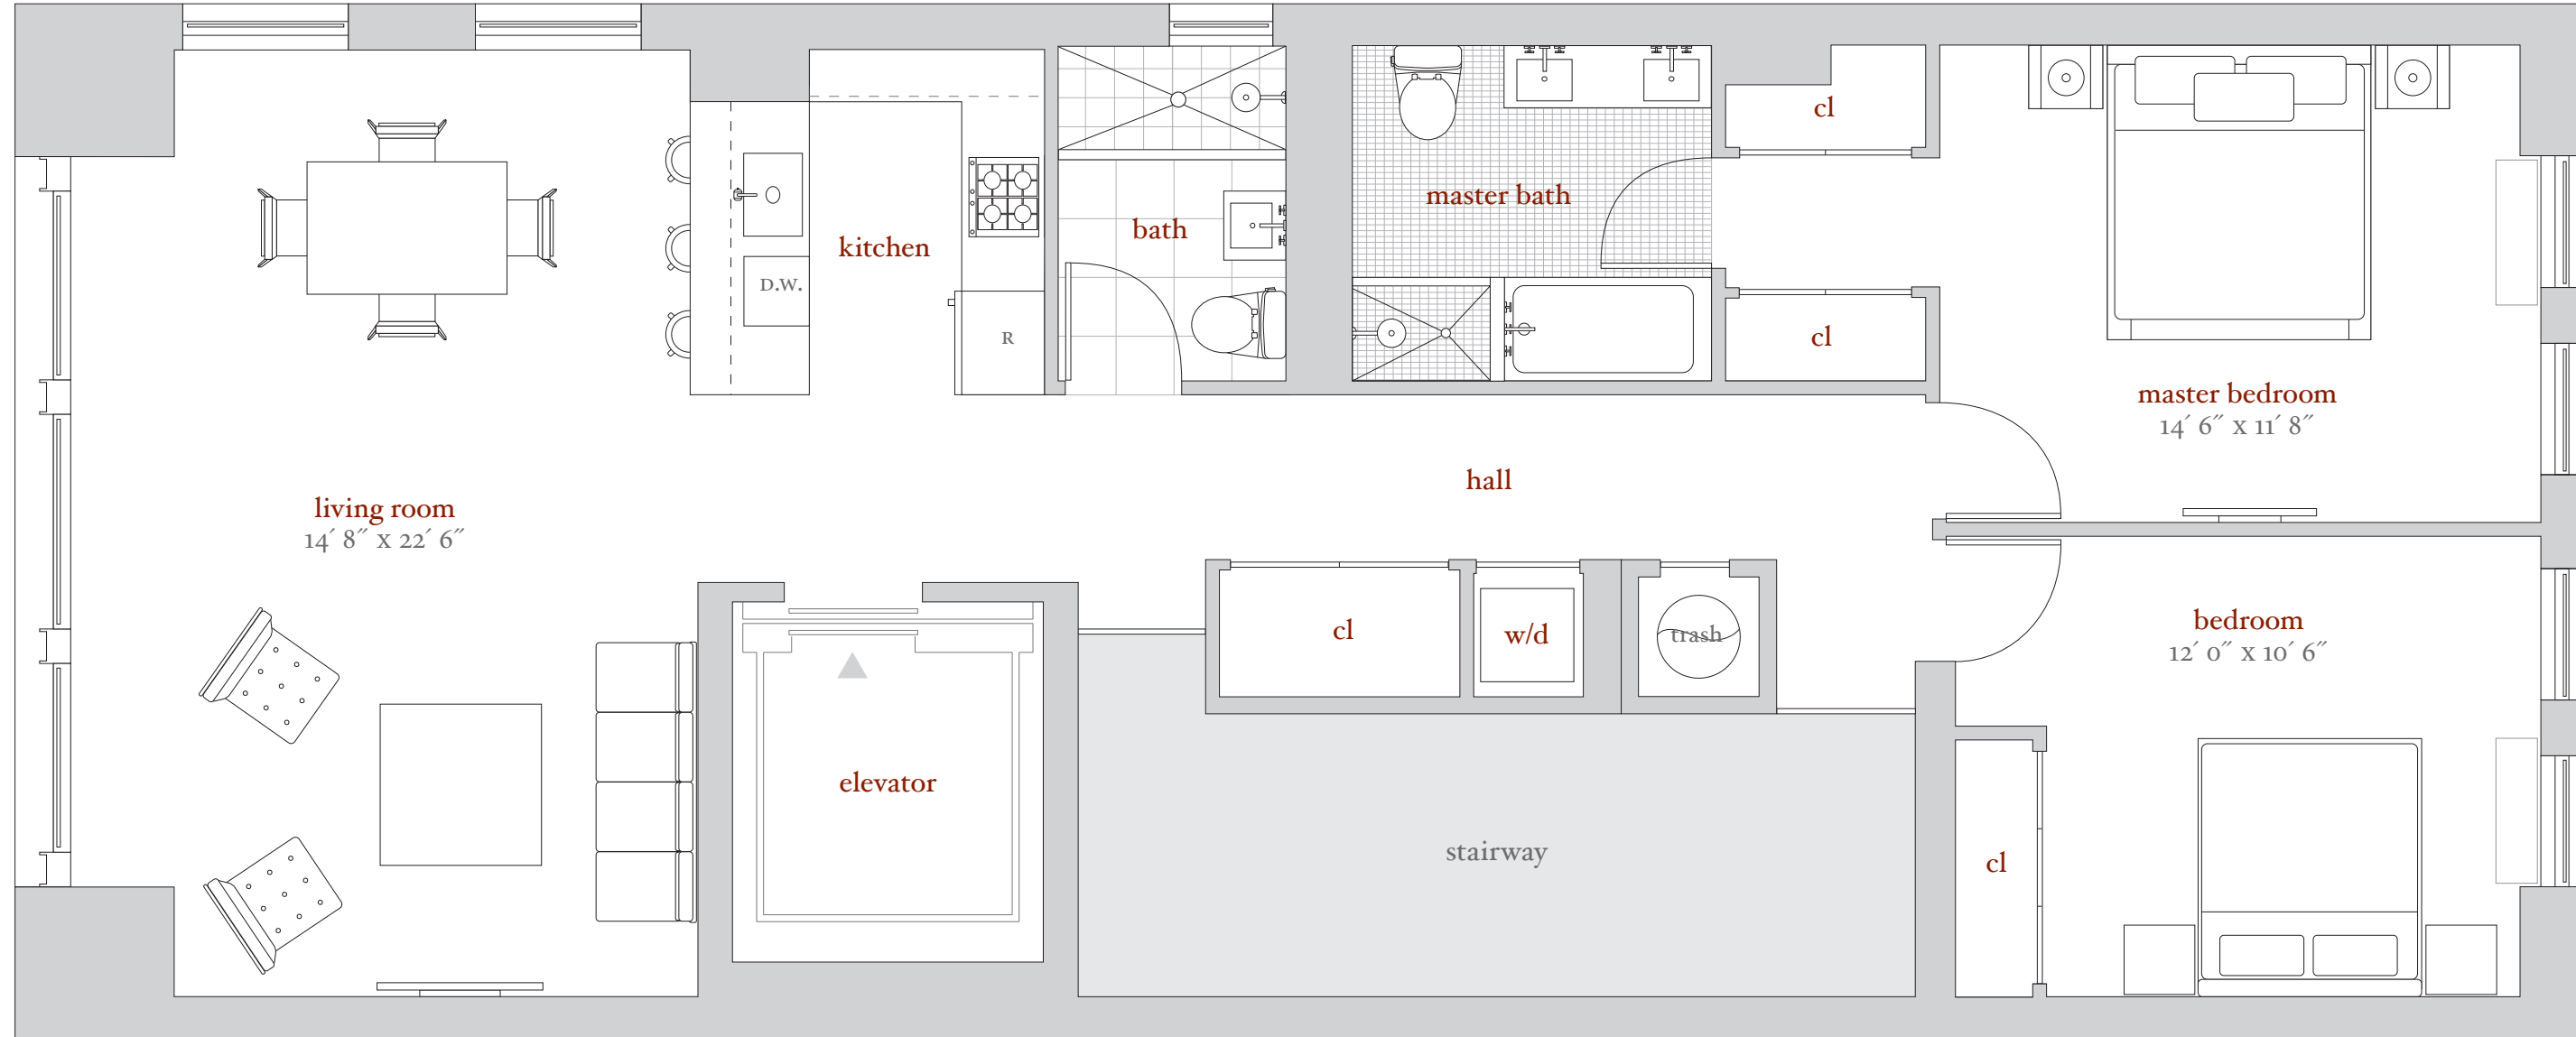 cl
master bath
bath
kitchen
D.W.
R
cl
master bedroom
14´ 6˝ x 11´ 8˝
hall
living room
14´ 8˝ x 22´ 6˝
bedroom
12´ 0˝ x 10´ 6˝
cl
w/d
trash
elevator
stairway
cl